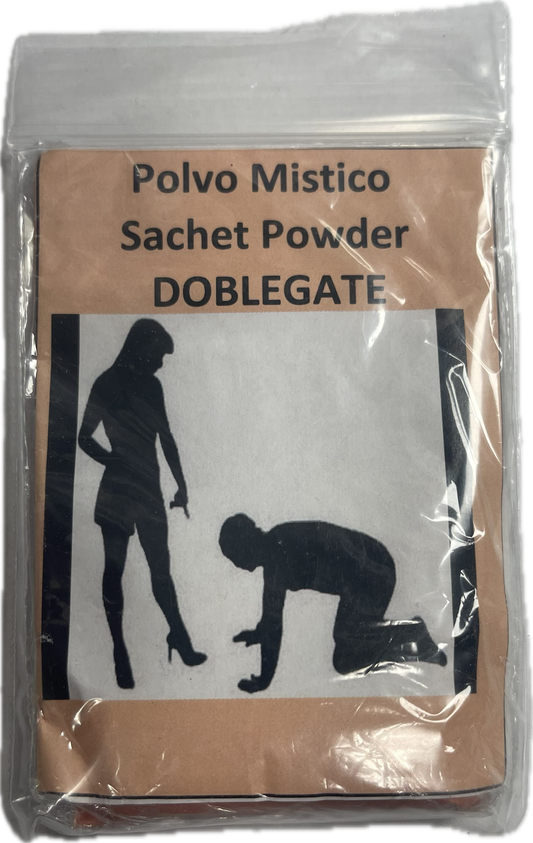 Polvo Mistico
Sachet Powder
DOBLEGATE